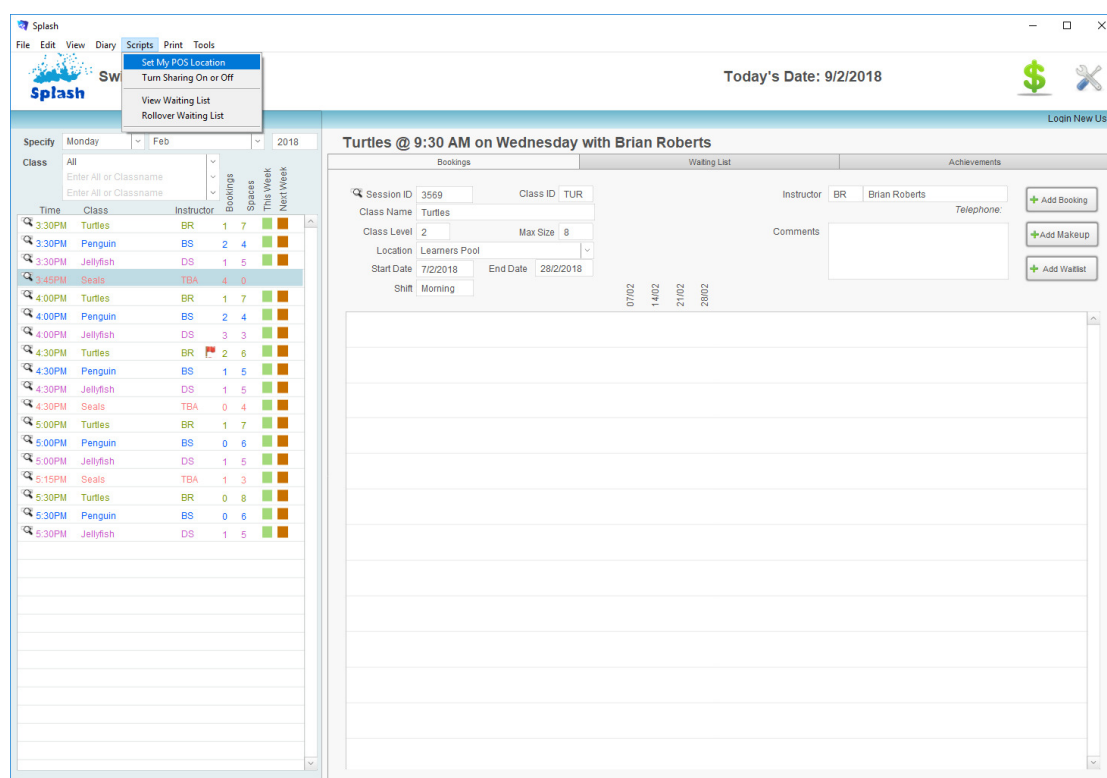 Splash
File Edit View Diary Scripts Print Tools
Set My POS Location
Turn Sharing On or Off
View Waiting List
Rollover Waiting List
Splash
Swi
Today's Date: 9/2/2018
Login New Us
Specify Monday Feb 2018
Class All
Enter All or Classname
Enter All or Classname
Time Class Instructor Bookings Spaces This Week Next Week
3:30PM Turtles BR 1 7
3:30PM Penguin BS 2 4
3:30PM Jellyfish DS 1 5
3:45PM Seals TBA 4 0
4:00PM Turtles BR 1 7
4:00PM Penguin BS 2 4
4:00PM Jellyfish DS 3 3
4:30PM Turtles BR 2 6
4:30PM Penguin BS 1 5
4:30PM Jellyfish DS 1 5
4:30PM Seals TBA 0 4
5:00PM Turtles BR 1 7
5:00PM Penguin BS 0 6
5:00PM Jellyfish DS 1 5
5:15PM Seals TBA 1 3
5:30PM Turtles BR 0 8
5:30PM Penguin BS 0 6
5:30PM Jellyfish DS 1 5
Turtles @ 9:30 AM on Wednesday with Brian Roberts
Bookings Waiting List Achievements
Session ID 3569 Class ID TUR Instructor BR Brian Roberts
Class Name Turtles Telephone:
Class Level 2 Max Size 8 Comments
Location Learners Pool
Start Date 7/2/2018 End Date 28/2/2018
Shift Morning
07/02 14/02 21/02 28/02
Add Booking
Add Makeup
Add Waitlist